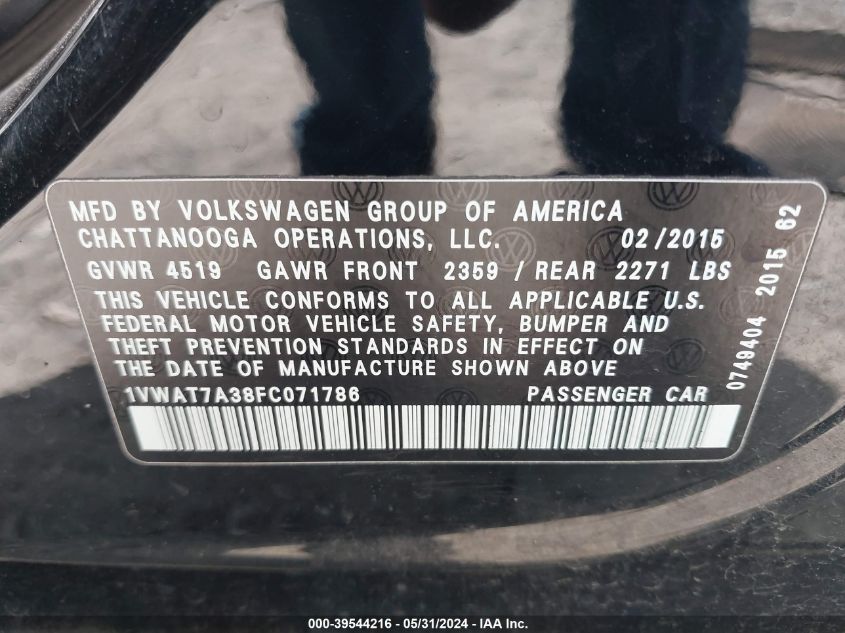 MFD BY VOLKSWAGEN GROUP OF AMERICA
CHATTANOOGA OPERATIONS, LLC. 02/2015
GVWR 4519 GAWR FRONT 2359 / REAR 2271 LBS
THIS VEHICLE CONFORMS TO ALL APPLICABLE U.S.
FEDERAL MOTOR VEHICLE SAFETY, BUMPER AND
THEFT PREVENTION STANDARDS IN EFFECT ON
THE DATE OF MANUFACTURE SHOWN ABOVE
1VWAT7A38FC071786 PASSENGER CAR
0749404 2015 62
000-39544216 - 05/31/2024 - IAA Inc.